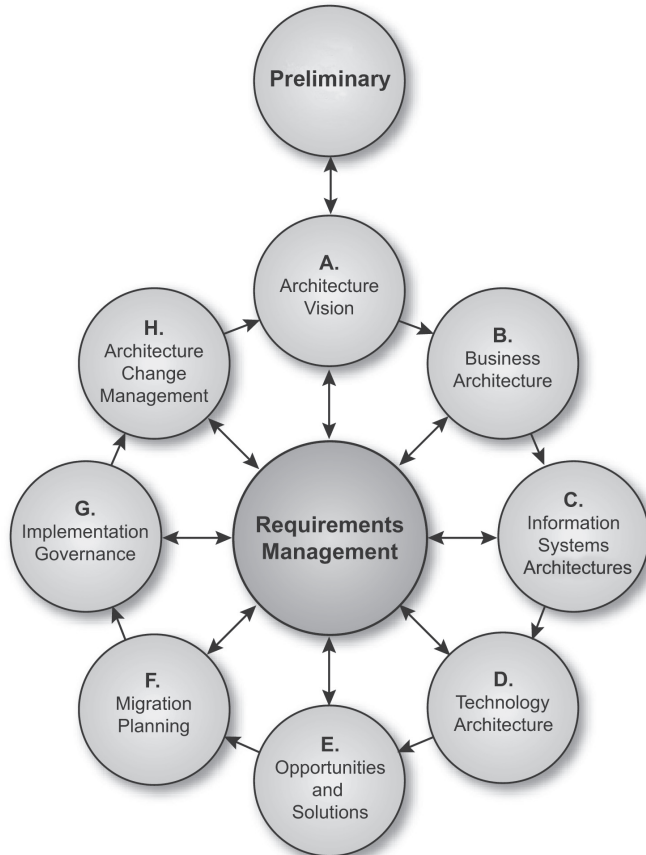 Preliminary
A.
Architecture
Vision
B.
Business
Architecture
C.
Information
Systems
Architectures
D.
Technology
Architecture
E.
Opportunities
and
Solutions
F.
Migration
Planning
G.
Implementation
Governance
H.
Architecture
Change
Management
Requirements
Management